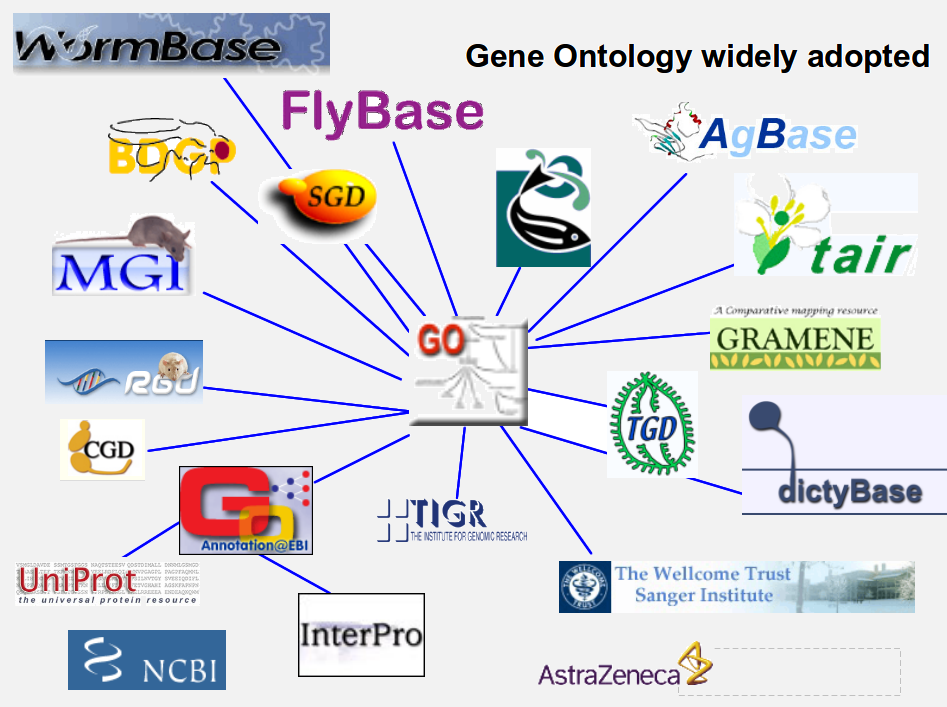 WormBase
Gene Ontology widely adopted
FlyBase
BDGP
AgBase
SGD
MGI
tair
A Comparative mapping resource
GRAMENE
GO
RGD
TGD
CGD
dictyBase
GO
Annotation@EBI
TIGR
THE INSTITUTE FOR GENOMIC RESEARCH
UniProt
the universal protein resource
The Wellcome Trust
Sanger Institute
InterPro
NCBI
AstraZeneca